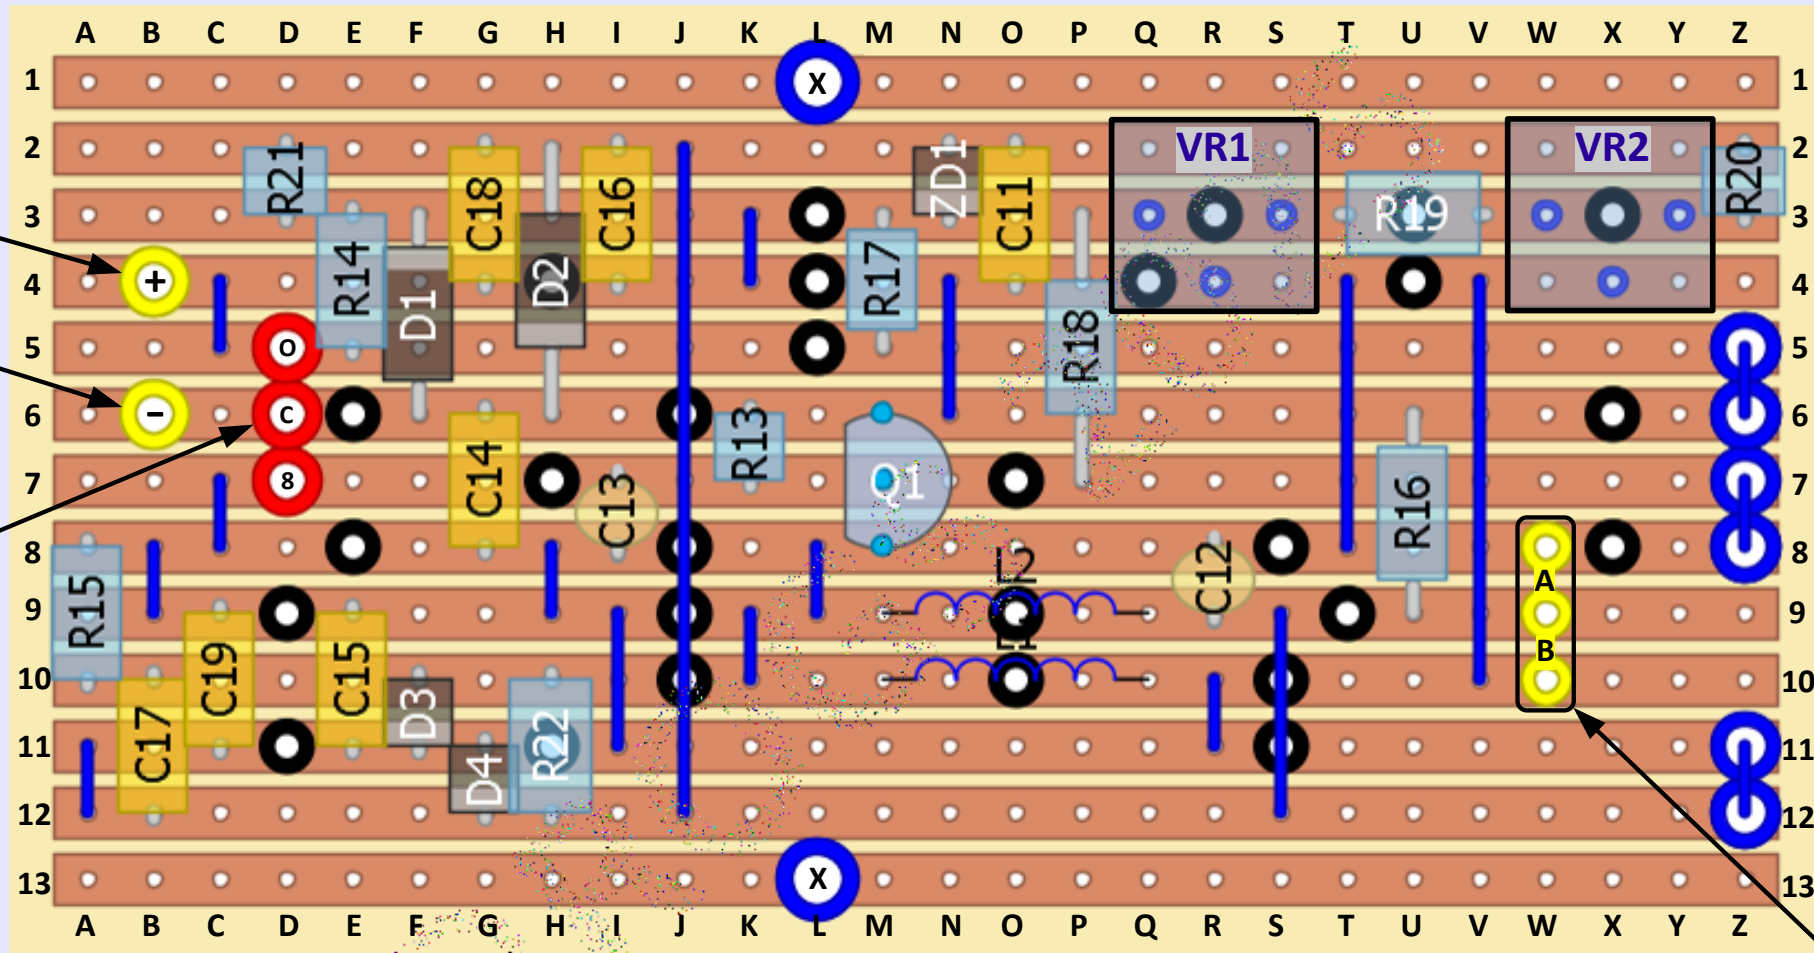 A B C D E F G H I J K L M N O P Q R S T U V W X Y Z
1 X 1
2 R21 ZD1 VR1 VR2 R20 2
3 C18 C16 C11 R19 3
4 + R14 D1 D2 R17 4
5 O R18 5
6 − C R13 6
7 8 C14 C13 Q1 R16 7
8 L2 C12 A 8
9 R15 9
B
10 C19 C15 D3 10
11 C17 R22 11
12 D4 12
13 X 13
A B C D E F G H I J K L M N O P Q R S T U V W X Y Z